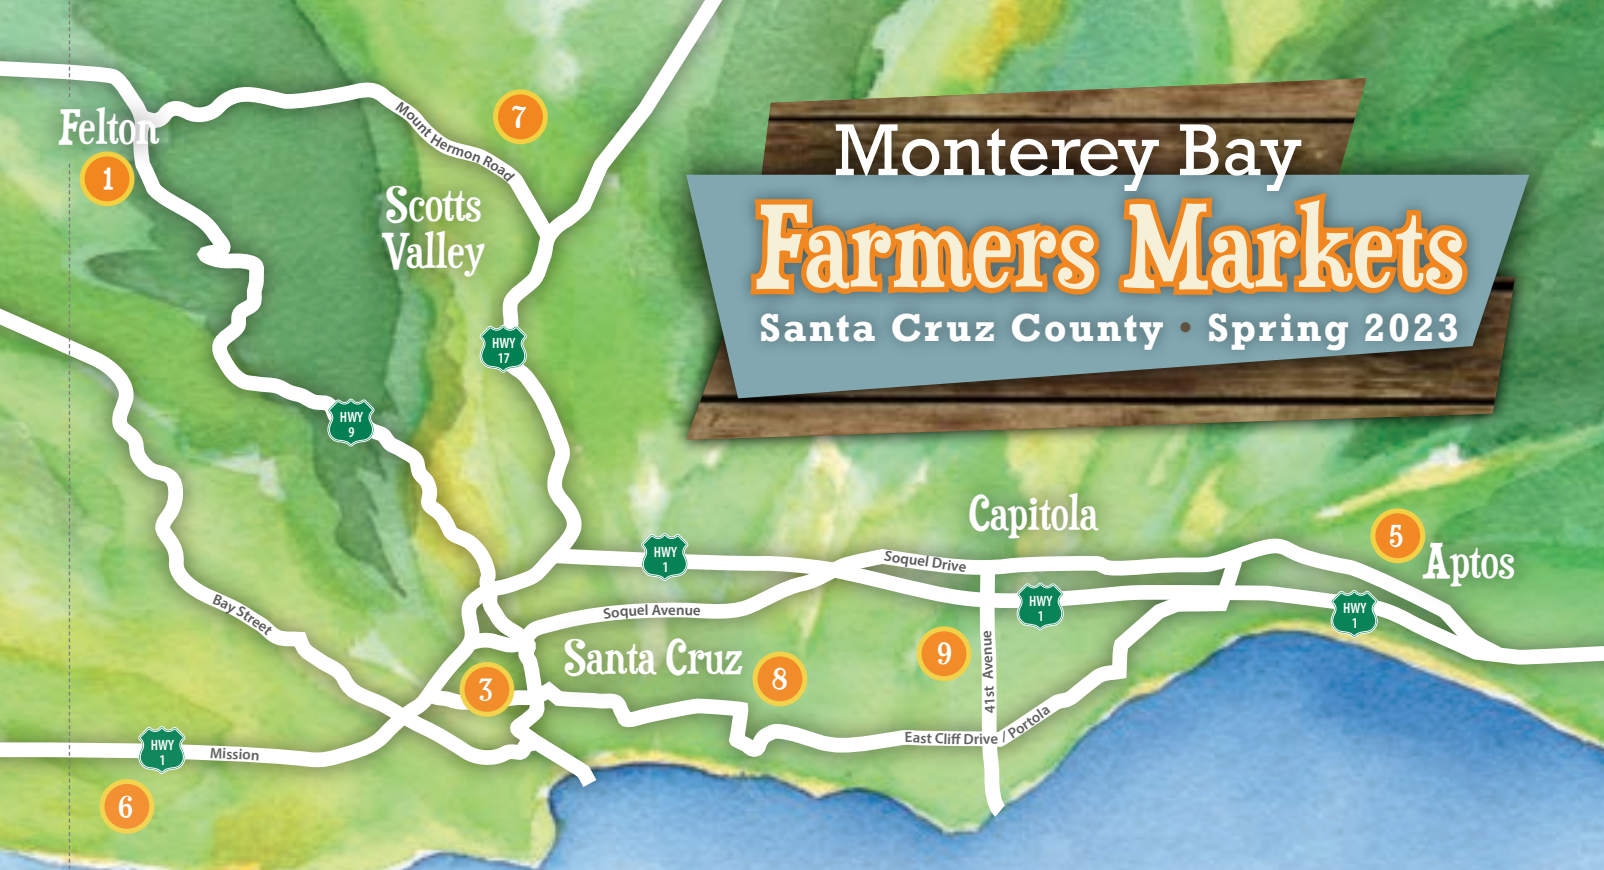 Monterey Bay
Farmers Markets
Santa Cruz County • Spring 2023
Felton
1
Mount Hermon Road
7
Scotts
Valley
HWY
17
HWY
9
Capitola
5
Aptos
HWY
1
Soquel Drive
HWY
1
HWY
1
Bay Street
Soquel Avenue
Santa Cruz
3
8
9
41st Avenue
East Cliff Drive / Portola
HWY
1
Mission
6